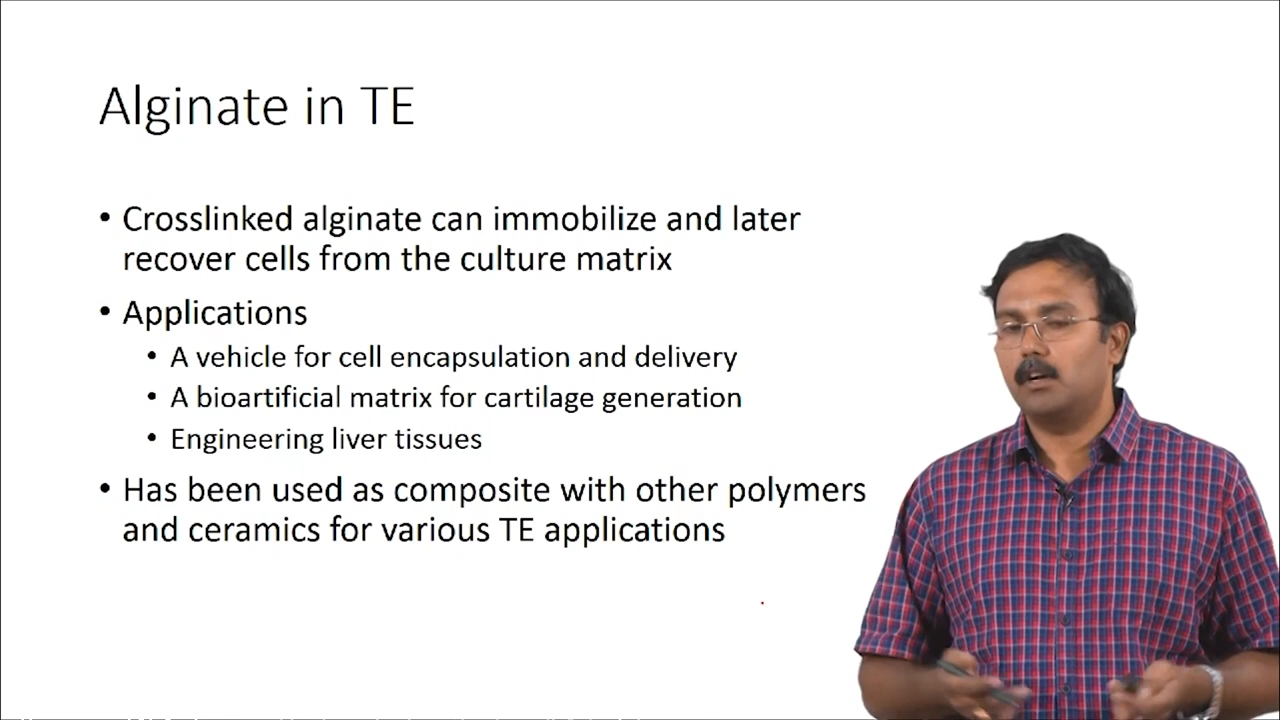 Alginate in TE
• Crosslinked alginate can immobilize and later
recover cells from the culture matrix
• Applications
• A vehicle for cell encapsulation and delivery
• A bioartificial matrix for cartilage generation
• Engineering liver tissues
• Has been used as composite with other polymers
and ceramics for various TE applications